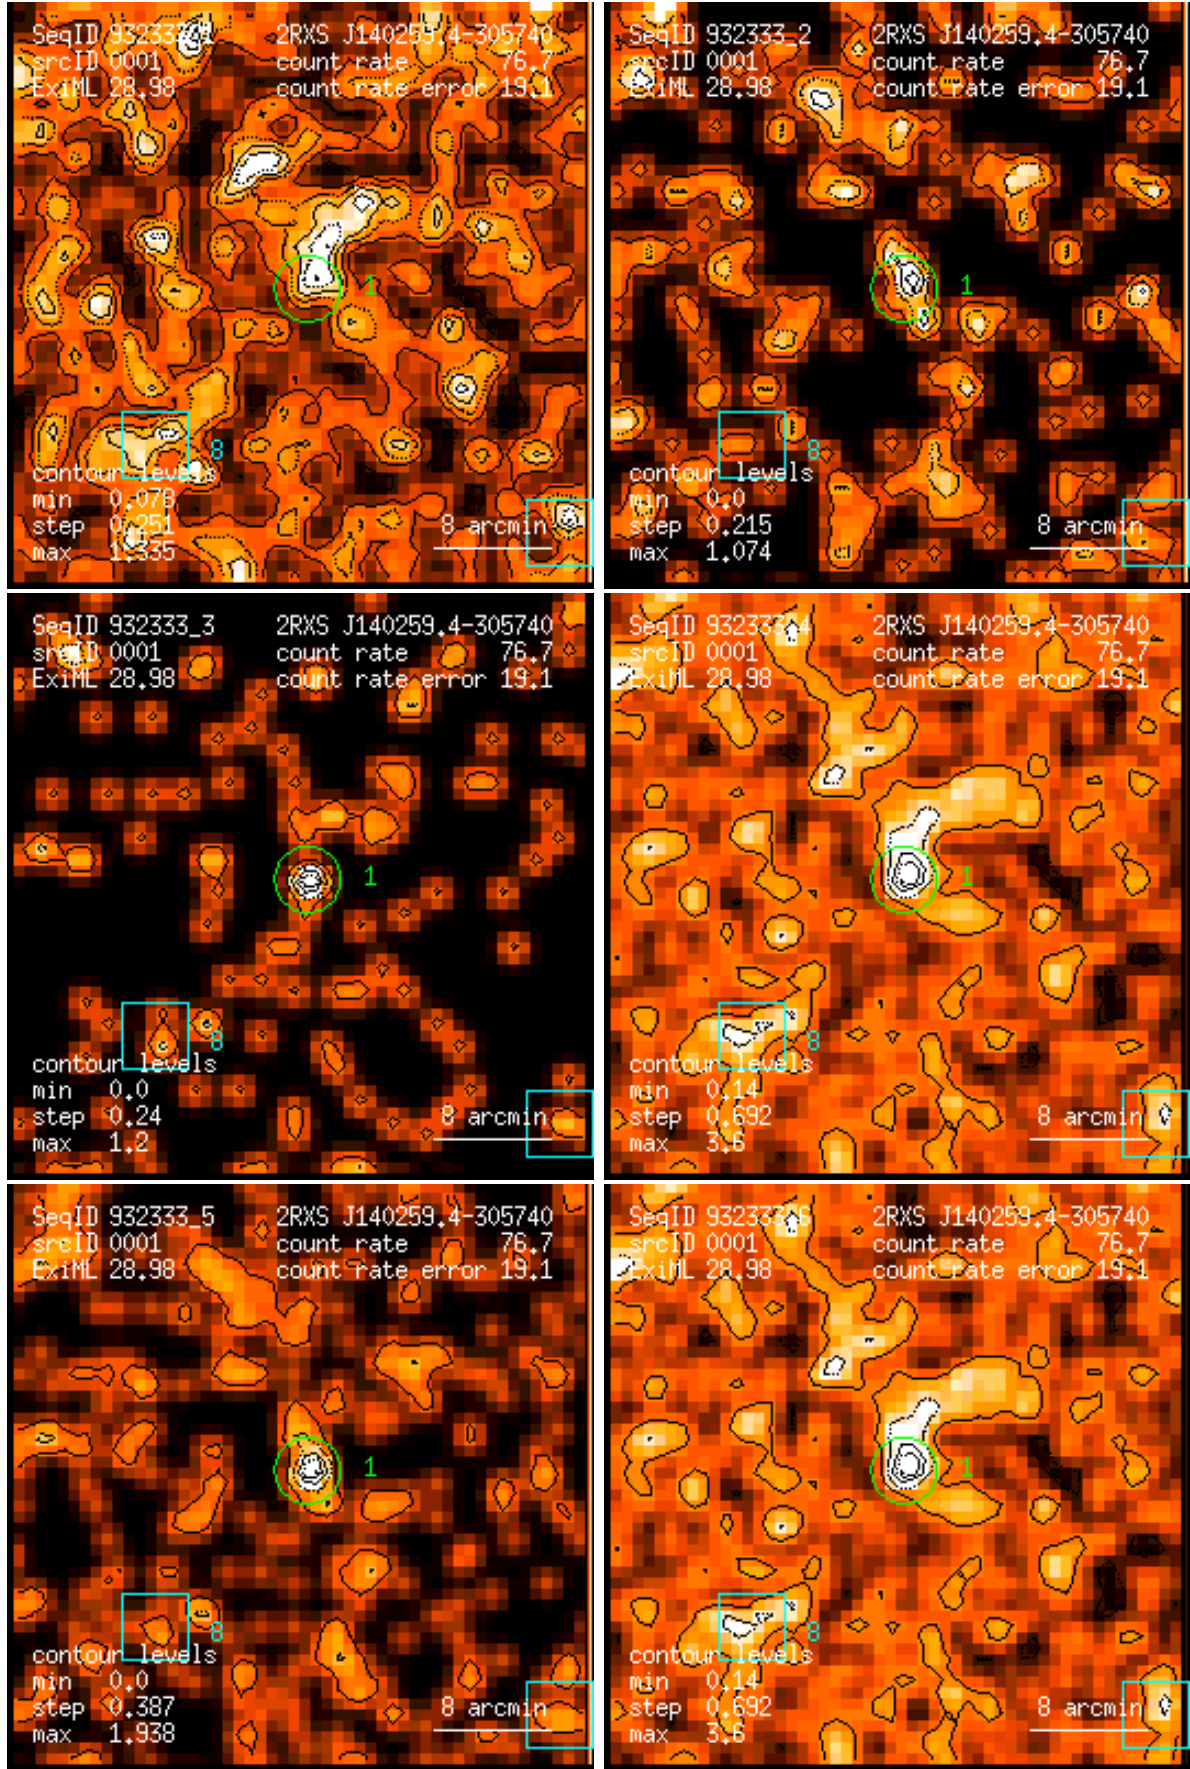 SeqID 932333_1 2RXS J140259.4-305740
srcID 0001 count rate 76.7
ExiML 28.98 count rate error 19.1
1
8
contour levels
min 0.078
step 0.251
max 1.335
8 arcmin
SeqID 932333_2 2RXS J140259.4-305740
srcID 0001 count rate 76.7
ExiML 28.98 count rate error 19.1
1
8
contour levels
min 0.0
step 0.215
max 1.074
8 arcmin
SeqID 932333_3 2RXS J140259.4-305740
srcID 0001 count rate 76.7
ExiML 28.98 count rate error 19.1
1
8
contour levels
min 0.0
step 0.24
max 1.2
8 arcmin
SeqID 932333_4 2RXS J140259.4-305740
srcID 0001 count rate 76.7
ExiML 28.98 count rate error 19.1
1
8
contour levels
min 0.14
step 0.692
max 3.6
8 arcmin
SeqID 932333_5 2RXS J140259.4-305740
srcID 0001 count rate 76.7
ExiML 28.98 count rate error 19.1
1
8
contour levels
min 0.0
step 0.387
max 1.938
8 arcmin
SeqID 932333_6 2RXS J140259.4-305740
srcID 0001 count rate 76.7
ExiML 28.98 count rate error 19.1
1
8
contour levels
min 0.14
step 0.692
max 3.6
8 arcmin